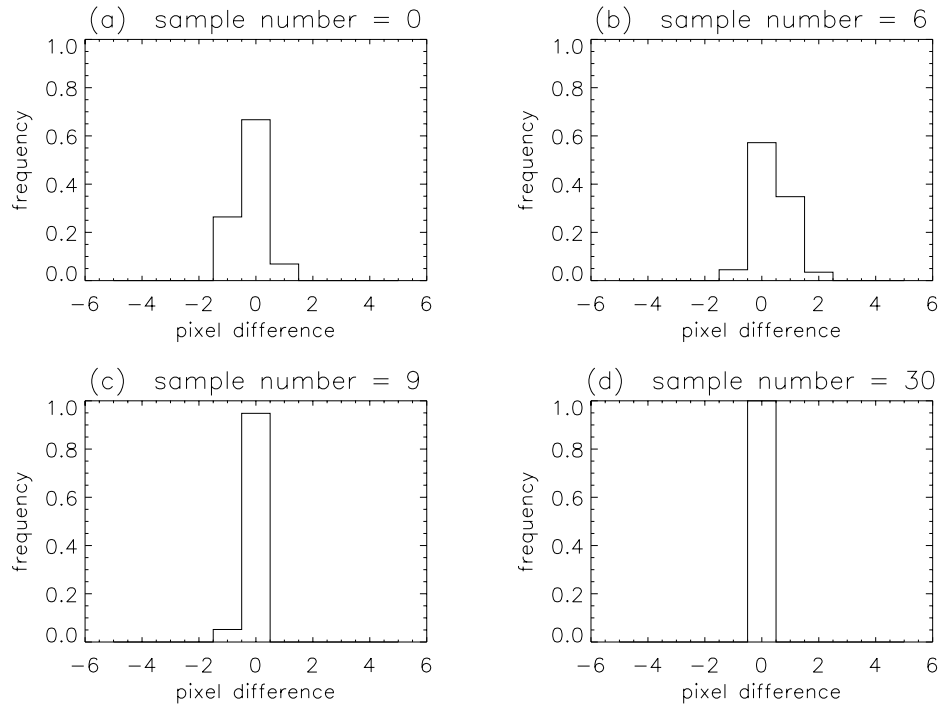 (a) sample number = 0
1.0
0.8
0.6
0.4
0.2
0.0
frequency
-6 -4 -2 0 2 4 6
pixel difference
(b) sample number = 6
1.0
0.8
0.6
0.4
0.2
0.0
frequency
-6 -4 -2 0 2 4 6
pixel difference
(c) sample number = 9
1.0
0.8
0.6
0.4
0.2
0.0
frequency
-6 -4 -2 0 2 4 6
pixel difference
(d) sample number = 30
1.0
0.8
0.6
0.4
0.2
0.0
frequency
-6 -4 -2 0 2 4 6
pixel difference